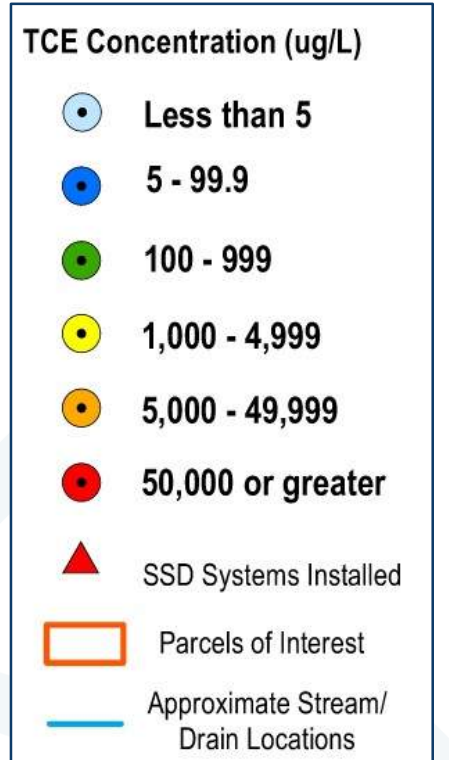 TCE Concentration (ug/L)
Less than 5
5 - 99.9
100 - 999
1,000 - 4,999
5,000 - 49,999
50,000 or greater
SSD Systems Installed
Parcels of Interest
Approximate Stream/
Drain Locations